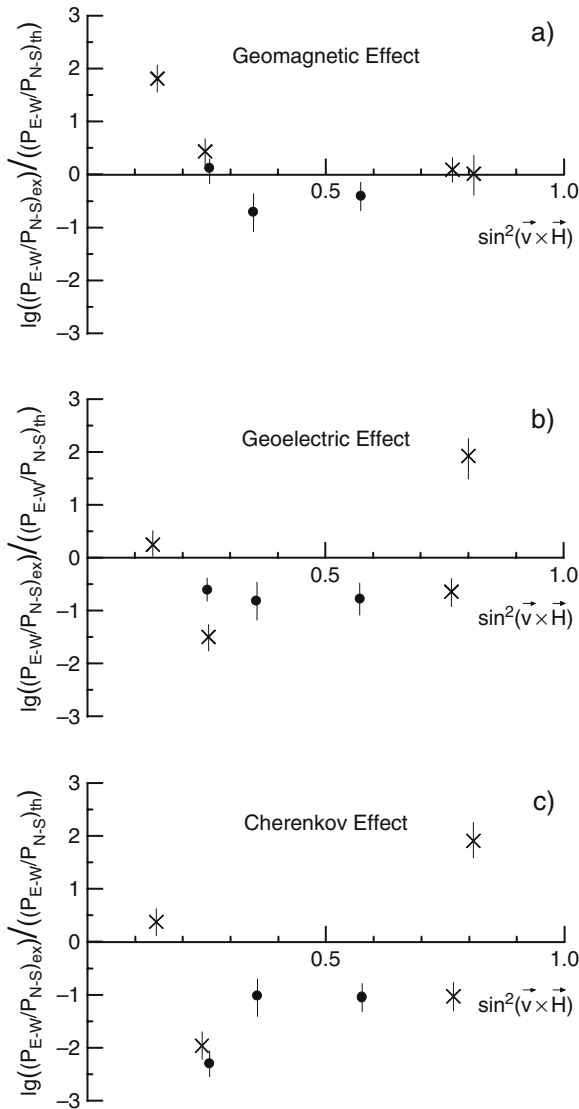 a)
Geomagnetic Effect
lg((P_E-W/P_N-S)_ex)/((P_E-W/P_N-S)_th)
3
2
1
0
−1
−2
−3
0.5
1.0
sin²(v⃗ × H⃗)
b)
Geoelectric Effect
lg((P_E-W/P_N-S)_ex)/((P_E-W/P_N-S)_th)
3
2
1
0
−1
−2
−3
0.5
1.0
sin²(v⃗ × H⃗)
c)
Cherenkov Effect
lg((P_E-W/P_N-S)_ex)/((P_E-W/P_N-S)_th)
3
2
1
0
−1
−2
−3
0.5
1.0
sin²(v⃗ × H⃗)